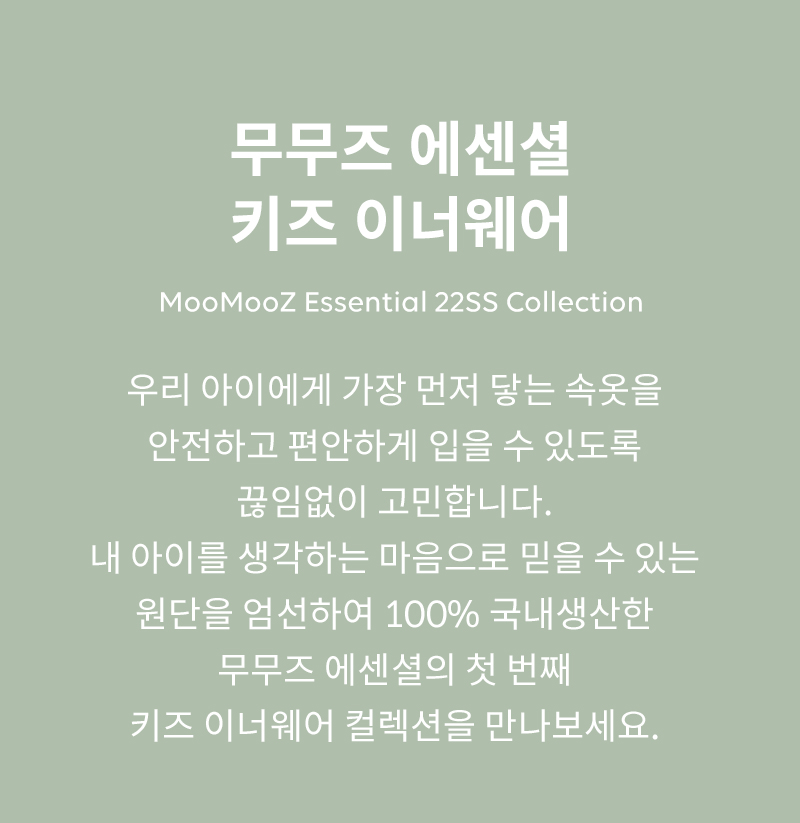 무무즈 에센셜
키즈 이너웨어
MooMooZ Essential 22SS Collection
우리 아이에게 가장 먼저 닿는 속옷을
안전하고 편안하게 입을 수 있도록
끊임없이 고민합니다.
내 아이를 생각하는 마음으로 믿을 수 있는
원단을 엄선하여 100% 국내생산한
무무즈 에센셜의 첫 번째
키즈 이너웨어 컬렉션을 만나보세요.